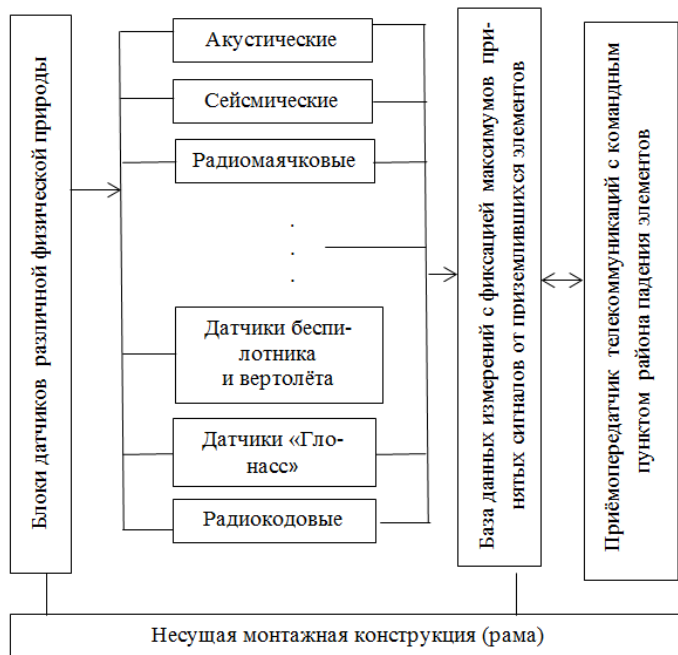 Блоки датчиков различной физической природы
Акустические
Сейсмические
Радиомаячковые
.
.
.
Датчики беспи-
лотника
и вертолёта
Датчики «Гло-
насс»
Радиокодовые
База данных измерений с фиксацией максимумов при-
нятых сигналов от приземлившихся элементов
Приёмопередатчик телекоммуникаций с командным
пунктом района падения элементов
Несущая монтажная конструкция (рама)